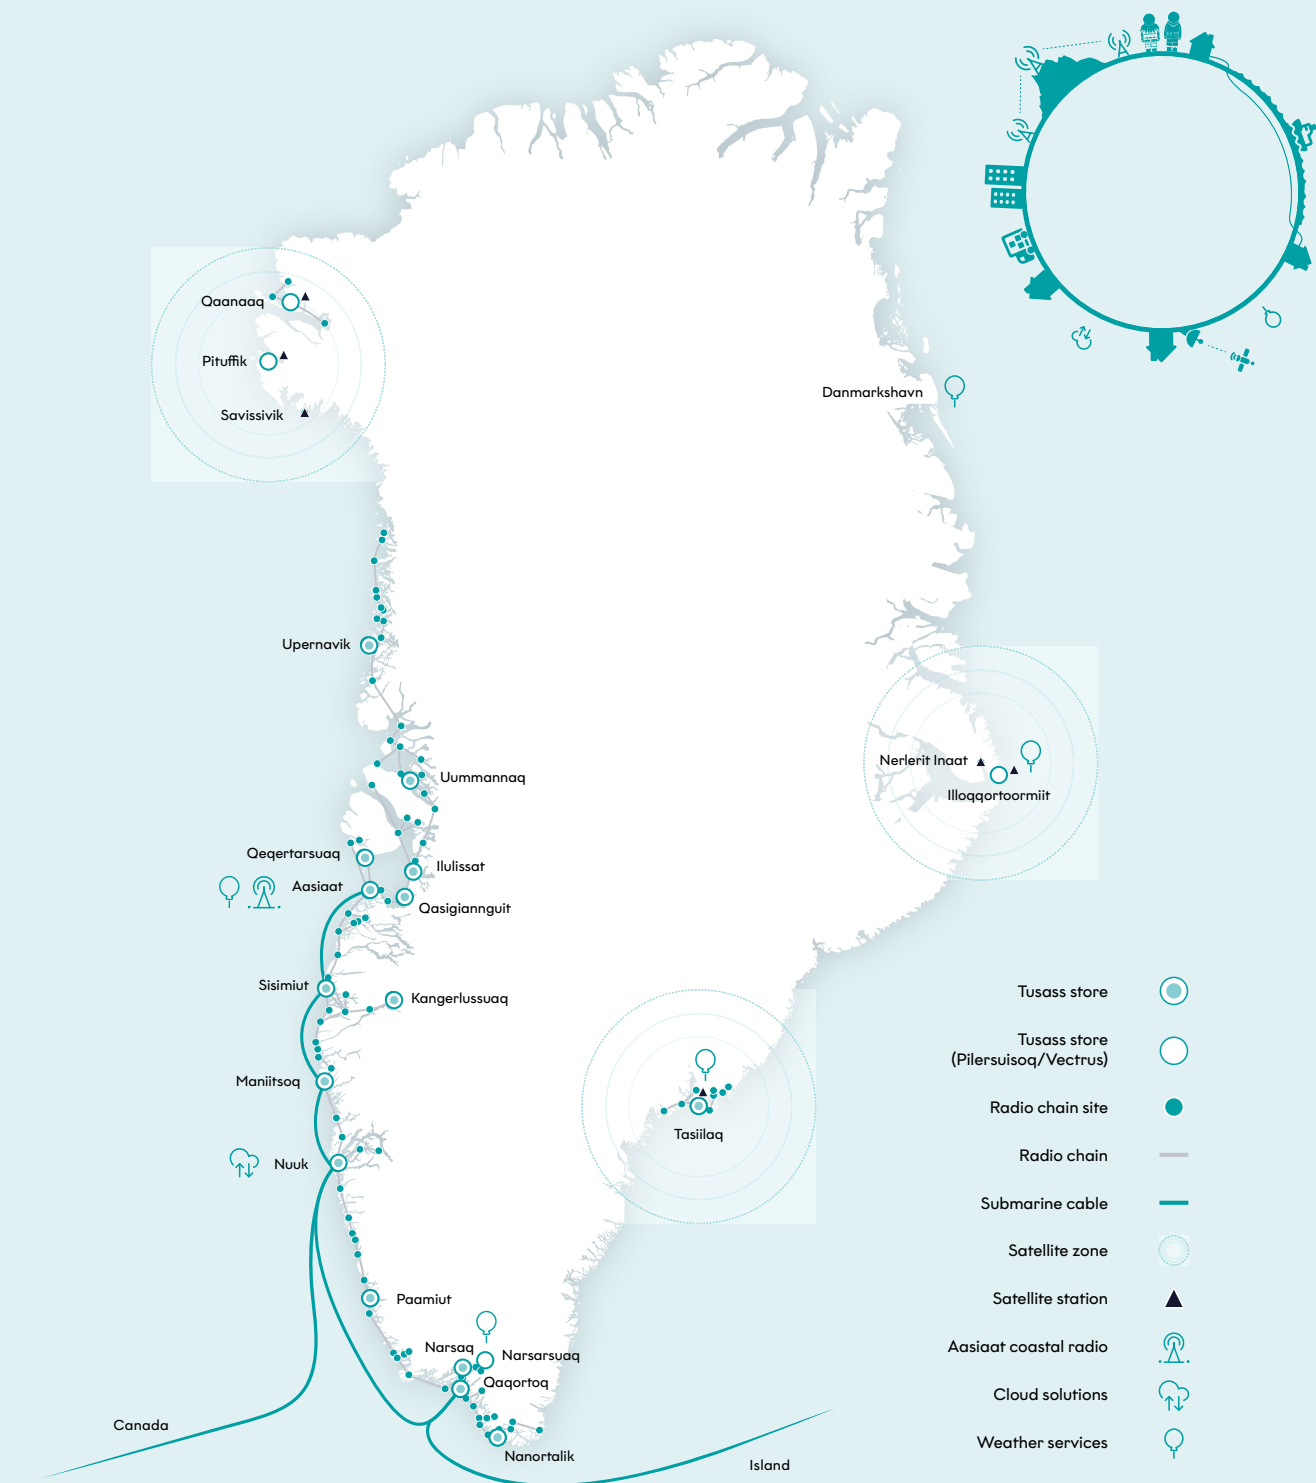 Qaanaaq
Pituffik
Savissivik
Danmarkshavn
Upernavik
Nerlerit Inaat
Illoqqortoormiit
Uummannaq
Qeqertarsuaq
Ilulissat
Aasiaat
Qasigiannguit
Sisimiut
Kangerlussuaq
Maniitsoq
Tasiilaq
Nuuk
Paamiut
Narsaq
Narsarsuaq
Qaqortoq
Nanortalik
Canada
Island
Tusass store
Tusass store
(Pilersuisoq/Vectrus)
Radio chain site
Radio chain
Submarine cable
Satellite zone
Satellite station
Aasiaat coastal radio
Cloud solutions
Weather services